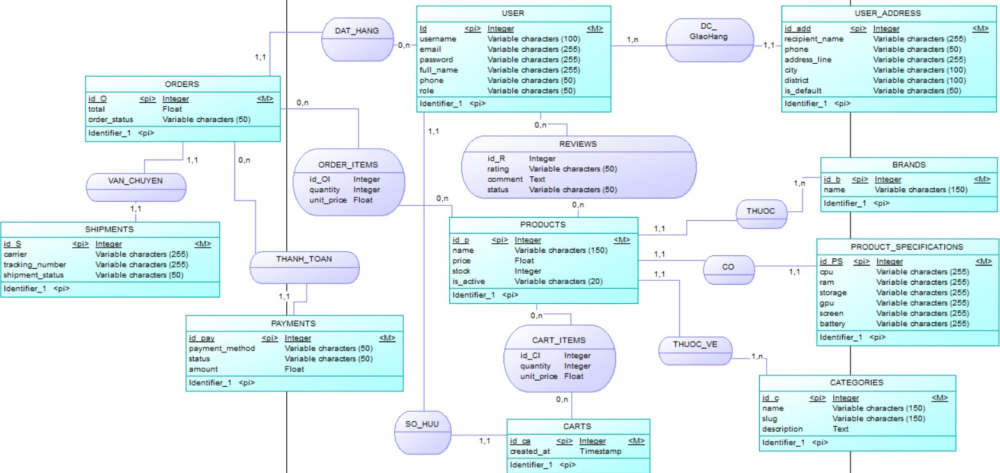 USER
Id <pi> Integer <M>
username Variable characters (100)
email Variable characters (255)
password Variable characters (255)
full_name Variable characters (255)
phone Variable characters (50)
role Variable characters (50)
Identifier_1 <pi>
USER_ADDRESS
id_add <pi> Integer <M>
recipient_name Variable characters (255)
phone Variable characters (50)
address_line Variable characters (255)
city Variable characters (100)
district Variable characters (100)
is_default Variable characters (50)
Identifier_1 <pi>
DAT_HANG
0,n
1,1
1,n
DC_
GIaoHang
1,1
ORDERS
id_O <pi> Integer <M>
total Float
order_status Variable characters (50)
Identifier_1 <pi>
0,n
1,1
0,n
1,1
0,n
VAN_CHUYEN
1,1
ORDER_ITEMS
id_OI Integer
quantity Integer
unit_price Float
0,n
REVIEWS
id_R Integer
rating Variable characters (50)
comment Text
status Variable characters (50)
0,n
BRANDS
id_b <pi> Integer <M>
name Variable characters (150)
Identifier_1 <pi>
1,n
THUOC
1,1
SHIPMENTS
id_S <pi> Integer <M>
carrier Variable characters (255)
tracking_number Variable characters (255)
shipment_status Variable characters (50)
Identifier_1 <pi>
THANH_TOAN
1,1
PRODUCTS
id_p <pi> Integer <M>
name Variable characters (150)
price Float
stock Integer
is_active Variable characters (20)
Identifier_1 <pi>
1,1
CO
1,1
1,1
PRODUCT_SPECIFICATIONS
id_PS <pi> Integer <M>
cpu Variable characters (255)
ram Variable characters (255)
storage Variable characters (255)
gpu Variable characters (255)
screen Variable characters (255)
battery Variable characters (255)
Identifier_1 <pi>
PAYMENTS
id_pay <pi> Integer <M>
payment_method Variable characters (50)
status Variable characters (50)
amount Float
Identifier_1 <pi>
0,n
CART_ITEMS
id_CI Integer
quantity Integer
unit_price Float
0,n
THUOC_VE
1,n
CATEGORIES
id_c <pi> Integer <M>
name Variable characters (150)
slug Variable characters (150)
description Text
Identifier_1 <pi>
SO_HUU
1,1
CARTS
id_ca <pi> Integer <M>
created_at Timestamp
Identifier_1 <pi>